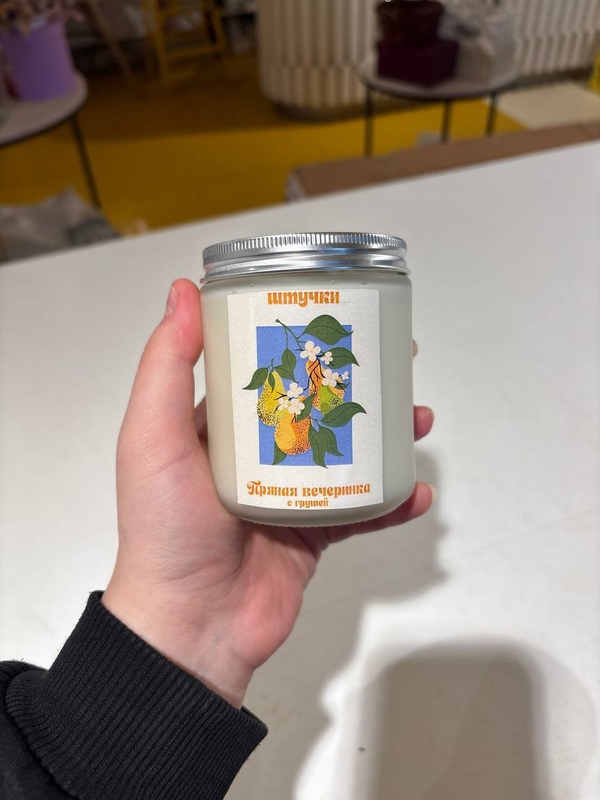 штучки
Пряная вечеринка
с грушей